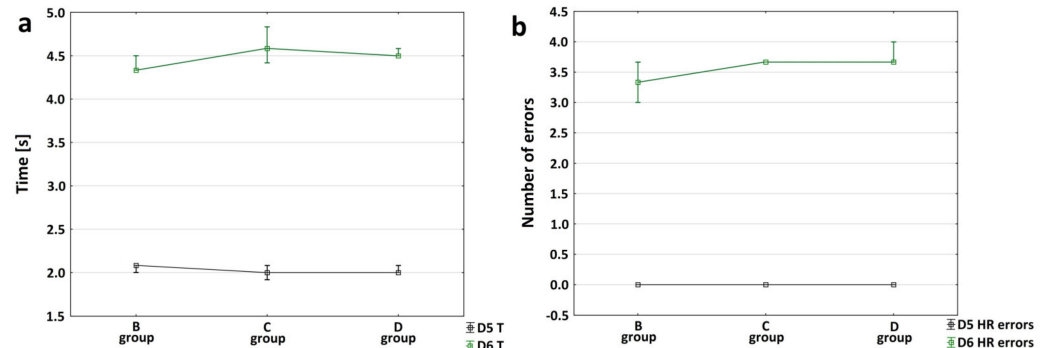 a
5.0
4.5
4.0
3.5
3.0
2.5
2.0
1.5
Time [s]
B
group
C
group
D
group
D5 T
D6 T
b
4.5
4.0
3.5
3.0
2.5
2.0
1.5
1.0
0.5
0.0
-0.5
Number of errors
B
group
C
group
D
group
D5 HR errors
D6 HR errors